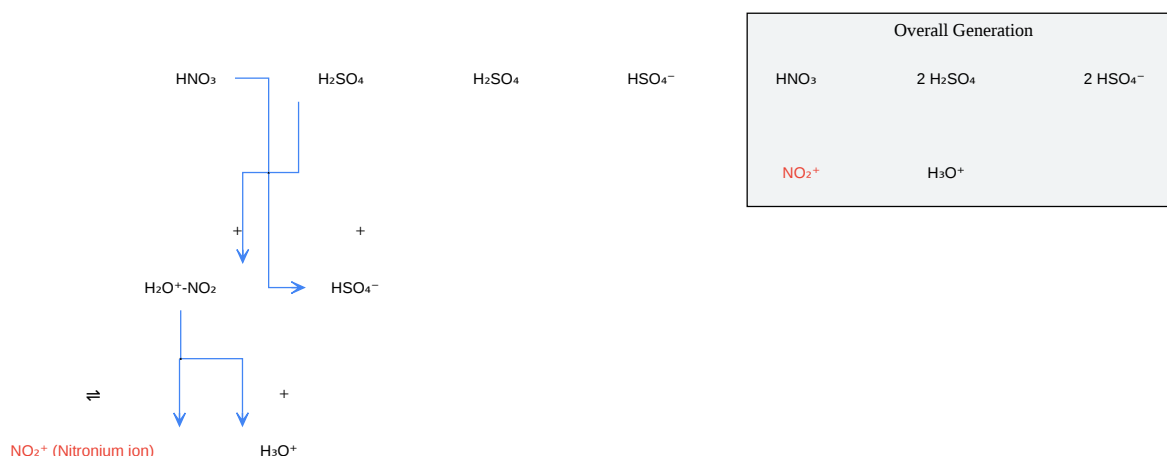 Overall Generation
HNO₃ H₂SO₄ H₂SO₄ HSO₄⁻ HNO₃ 2 H₂SO₄ 2 HSO₄⁻
NO₂⁺ H₃O⁺
+ +
H₂O⁺-NO₂ HSO₄⁻
⇌ +
NO₂⁺ (Nitronium ion) H₃O⁺